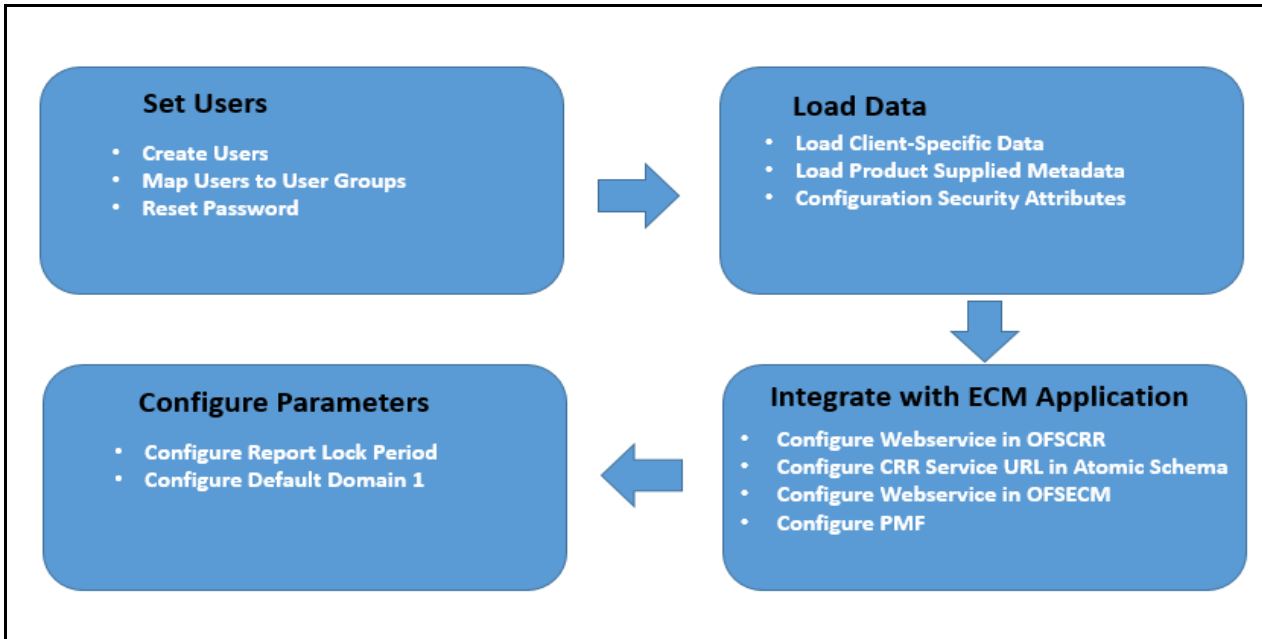 Set Users
• Create Users
• Map Users to User Groups
• Reset Password
Load Data
• Load Client-Specific Data
• Load Product Supplied Metadata
• Configuration Security Attributes
Integrate with ECM Application
• Configure Webservice in OFSCRR
• Configure CRR Service URL in Atomic Schema
• Configure Webservice in OFSECM
• Configure PMF
Configure Parameters
• Configure Report Lock Period
• Configure Default Domain 1